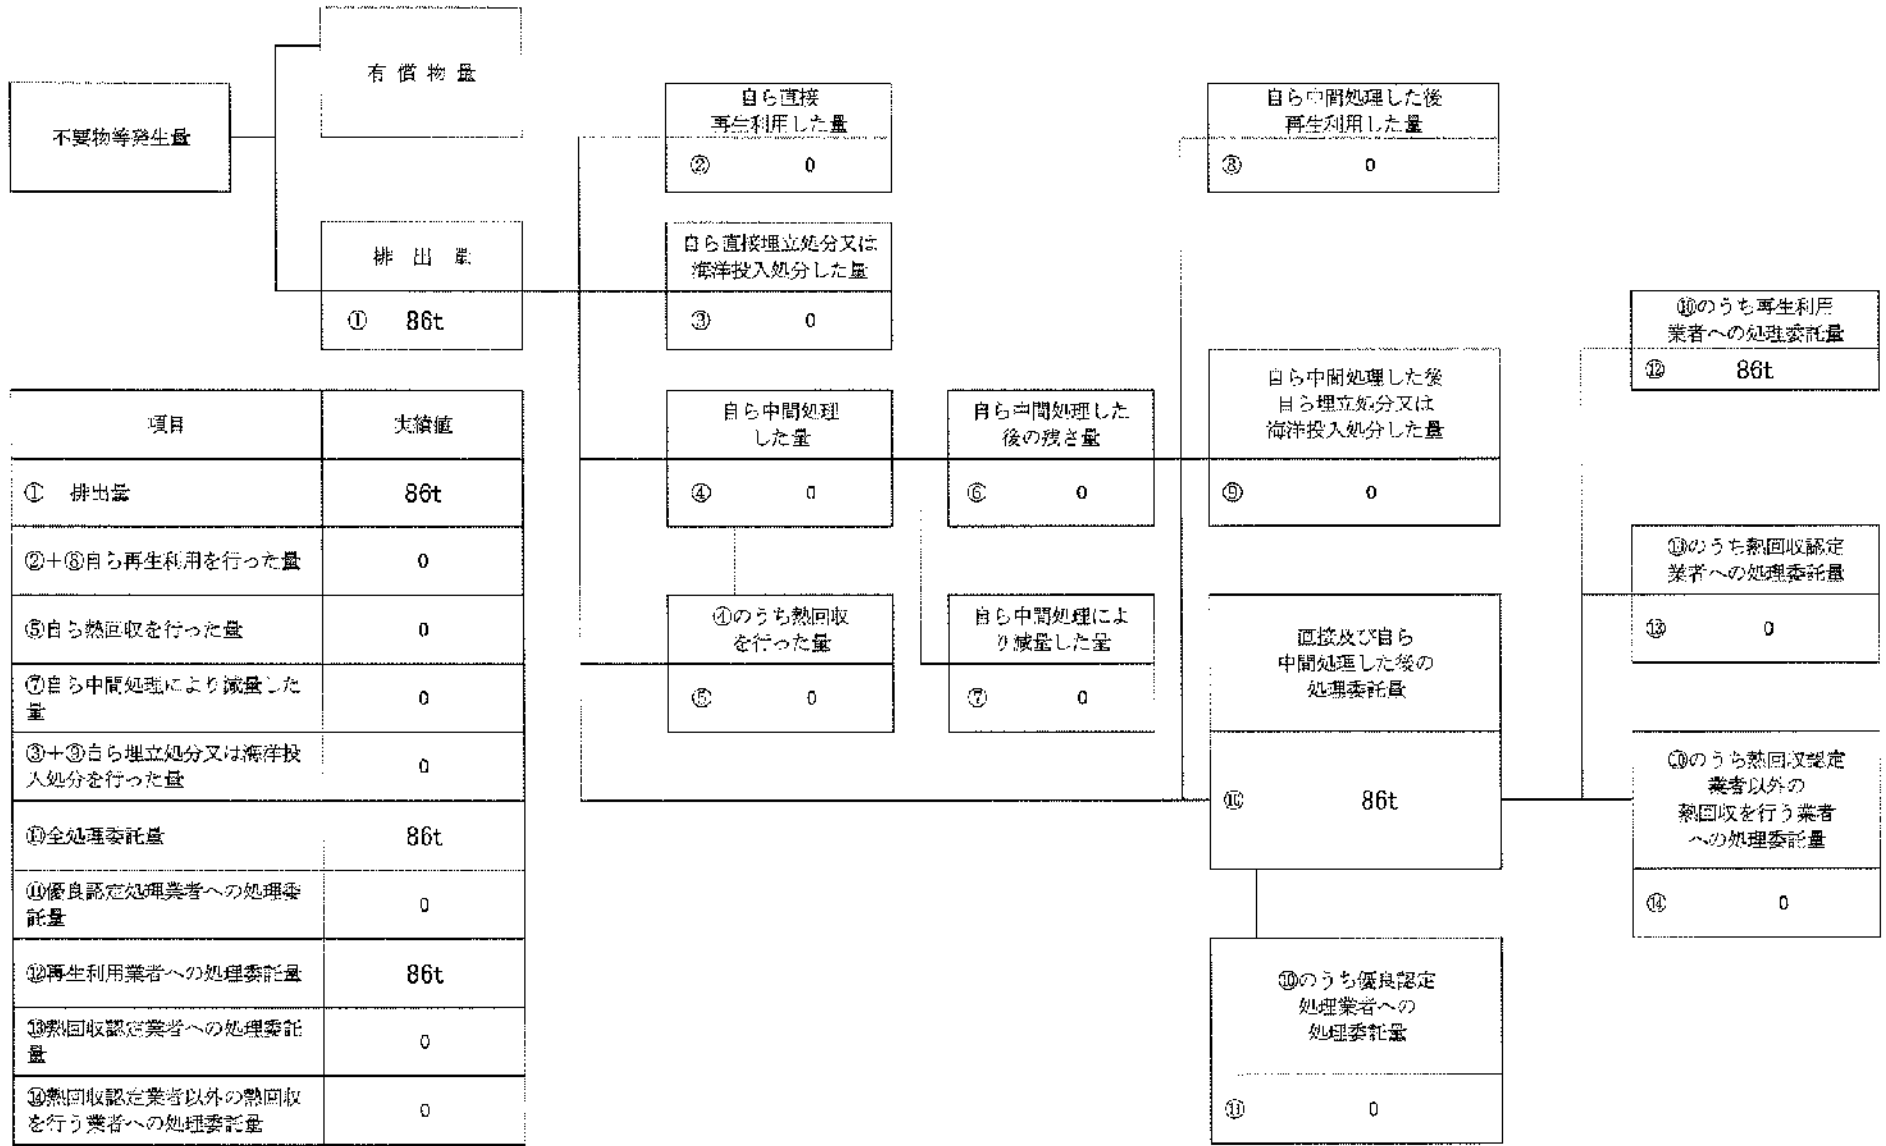 有償物量
不要物等発生量
排出量
① 86t
自ら直接
再生利用した量
② 0
自ら直接埋立処分又は
海洋投入処分した量
③ 0
自ら中間処理
した量
④ 0
④のうち熱回収
を行った量
⑤ 0
自ら中間処理した
後の残さ量
⑥ 0
自ら中間処理によ
り減量した量
⑦ 0
自ら中間処理した後
再生利用した量
⑧ 0
自ら中間処理した後
自ら埋立処分又は
海洋投入処分した量
⑨ 0
直接及び自ら
中間処理した後の
処理委託量
⑩ 86t
⑩のうち優良認定
処理業者への
処理委託量
⑪ 0
⑩のうち再生利用
業者への処理委託量
⑫ 86t
⑩のうち熱回収認定
業者への処理委託量
⑬ 0
⑩のうち熱回収認定
業者以外の
熱回収を行う業者
への処理委託量
⑭ 0
項目 実績値
① 排出量 86t
②+⑧自ら再生利用を行った量 0
⑤自ら熱回収を行った量 0
⑦自ら中間処理により減量した
量 0
③+⑨自ら埋立処分又は海洋投
入処分を行った量 0
⑩全処理委託量 86t
⑪優良認定処理業者への処理委
託量 0
⑫再生利用業者への処理委託量 86t
⑬熱回収認定業者への処理委託
量 0
⑭熱回収認定業者以外の熱回収
を行う業者への処理委託量 0